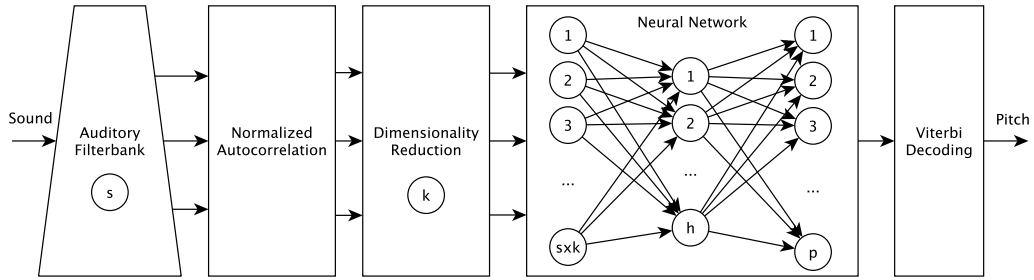 Sound
Auditory
Filterbank
s
Normalized
Autocorrelation
Dimensionality
Reduction
k
Neural Network
1
2
3
...
sxk
1
2
...
h
1
2
3
...
p
Viterbi
Decoding
Pitch